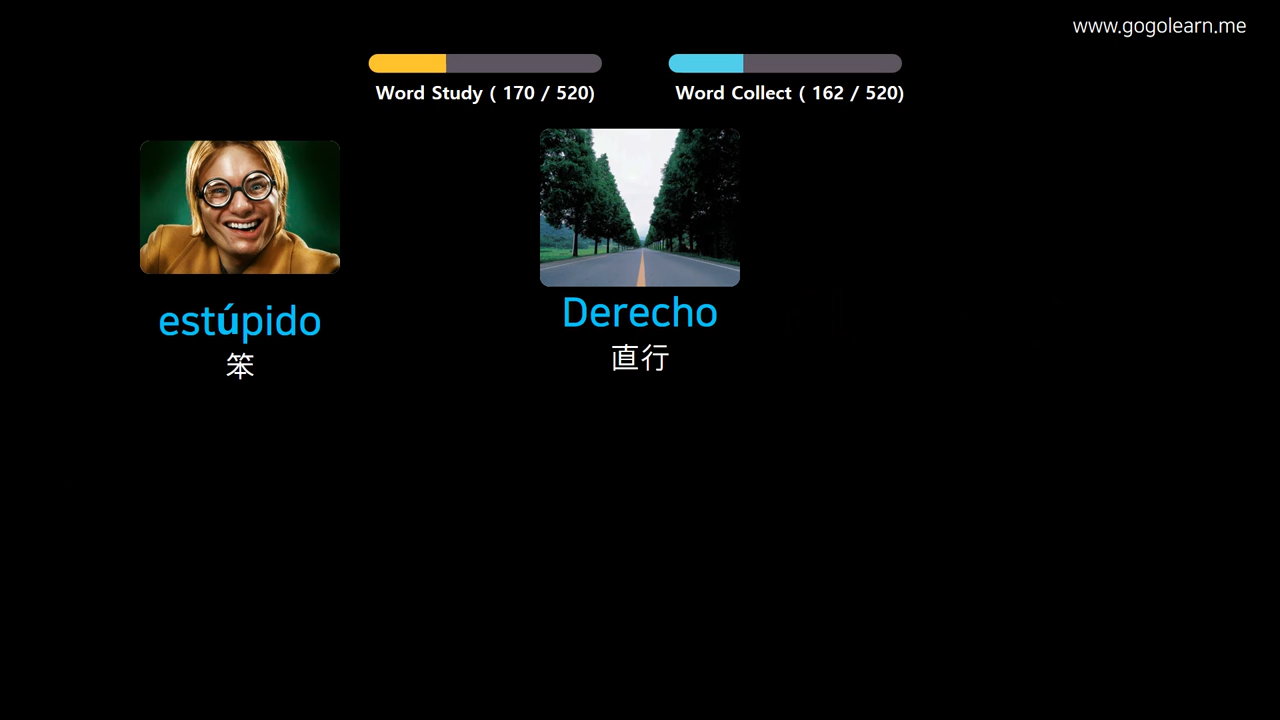 www.gogolearn.me
Word Study ( 170 / 520)
Word Collect ( 162 / 520)
estúpido
笨
Derecho
直行